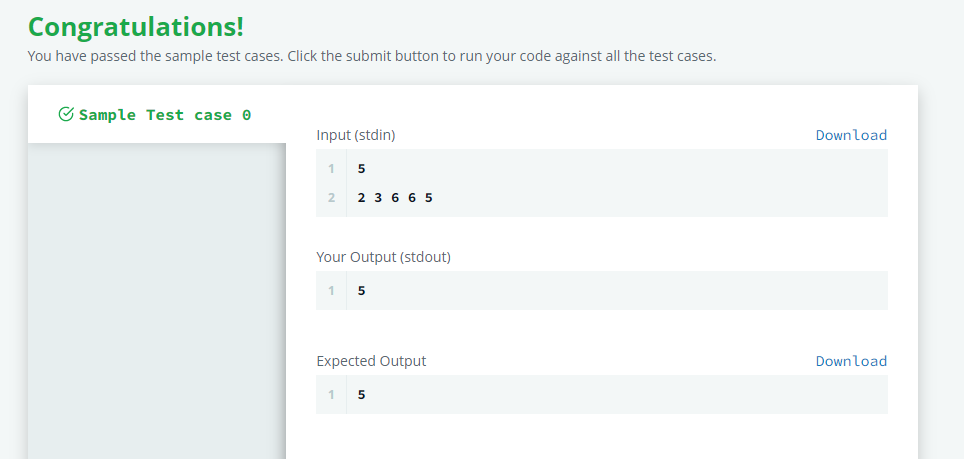 Congratulations!
You have passed the sample test cases. Click the submit button to run your code against all the test cases.
Sample Test case 0
Input (stdin)
Download
1 5
2 2 3 6 6 5
Your Output (stdout)
1 5
Expected Output
Download
1 5